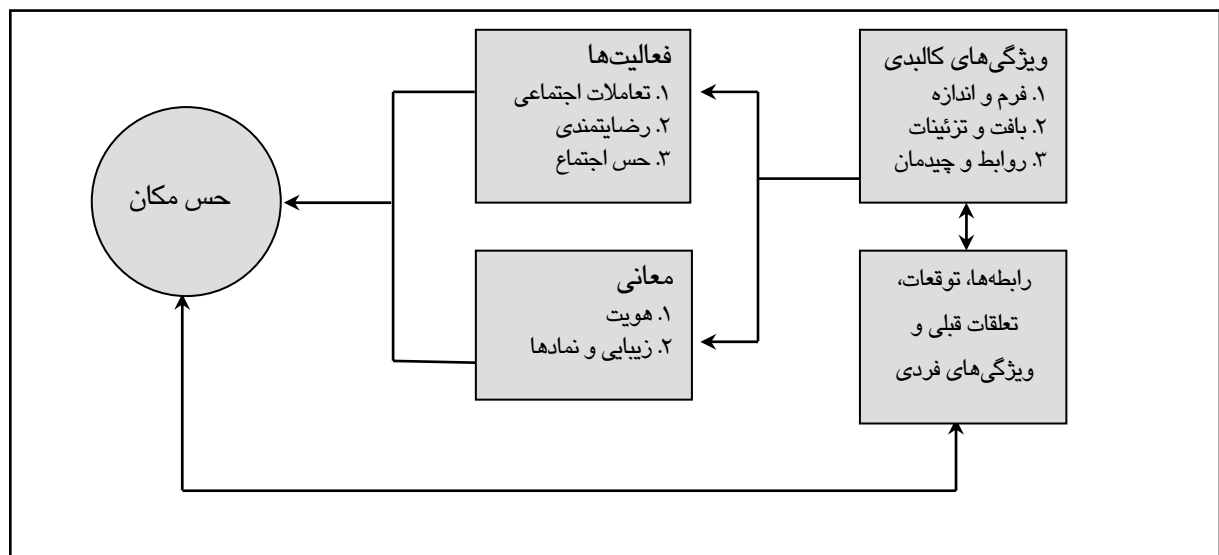 ویژگی‌های کالبدی
۱. فرم و اندازه
۲. بافت و تزئینات
۳. روابط و چیدمان
رابطه‌ها، توقعات،
تعلقات قبلی و
ویژگی‌های فردی
فعالیت‌ها
۱. تعاملات اجتماعی
۲. رضایتمندی
۳. حس اجتماع
معانی
۱. هویت
۲. زیبایی و نمادها
حس مکان